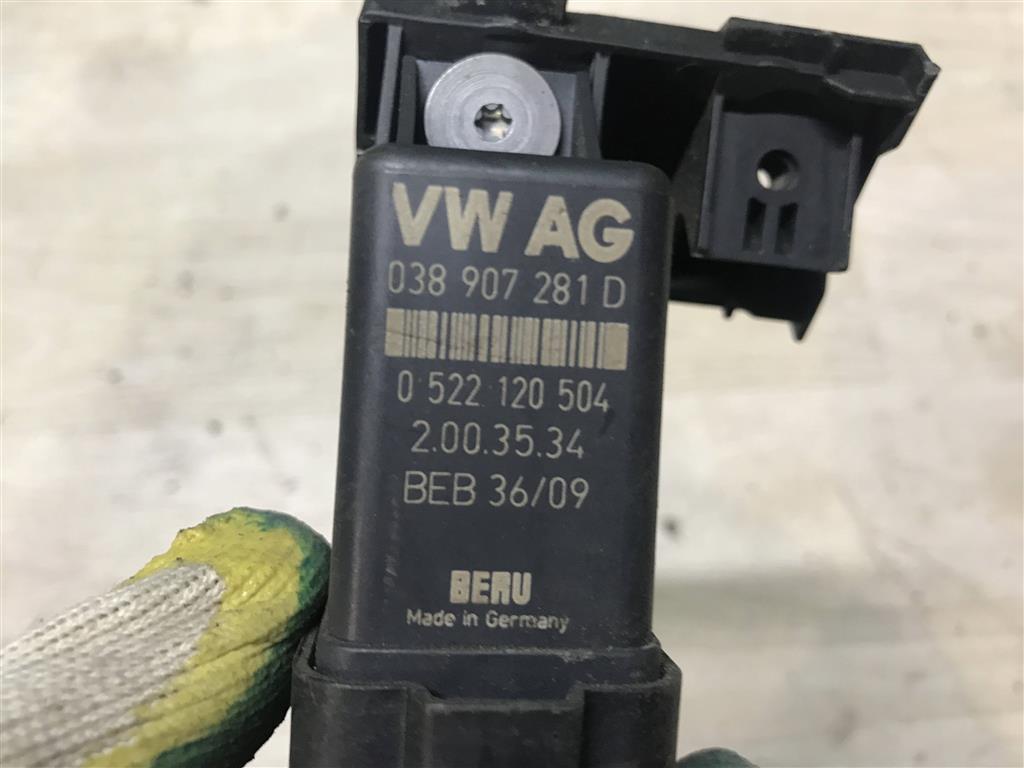 VW AG
038 907 281 D
0 522 120 504
2.00.35.34
BEB 36/09
BERU
Made in Germany